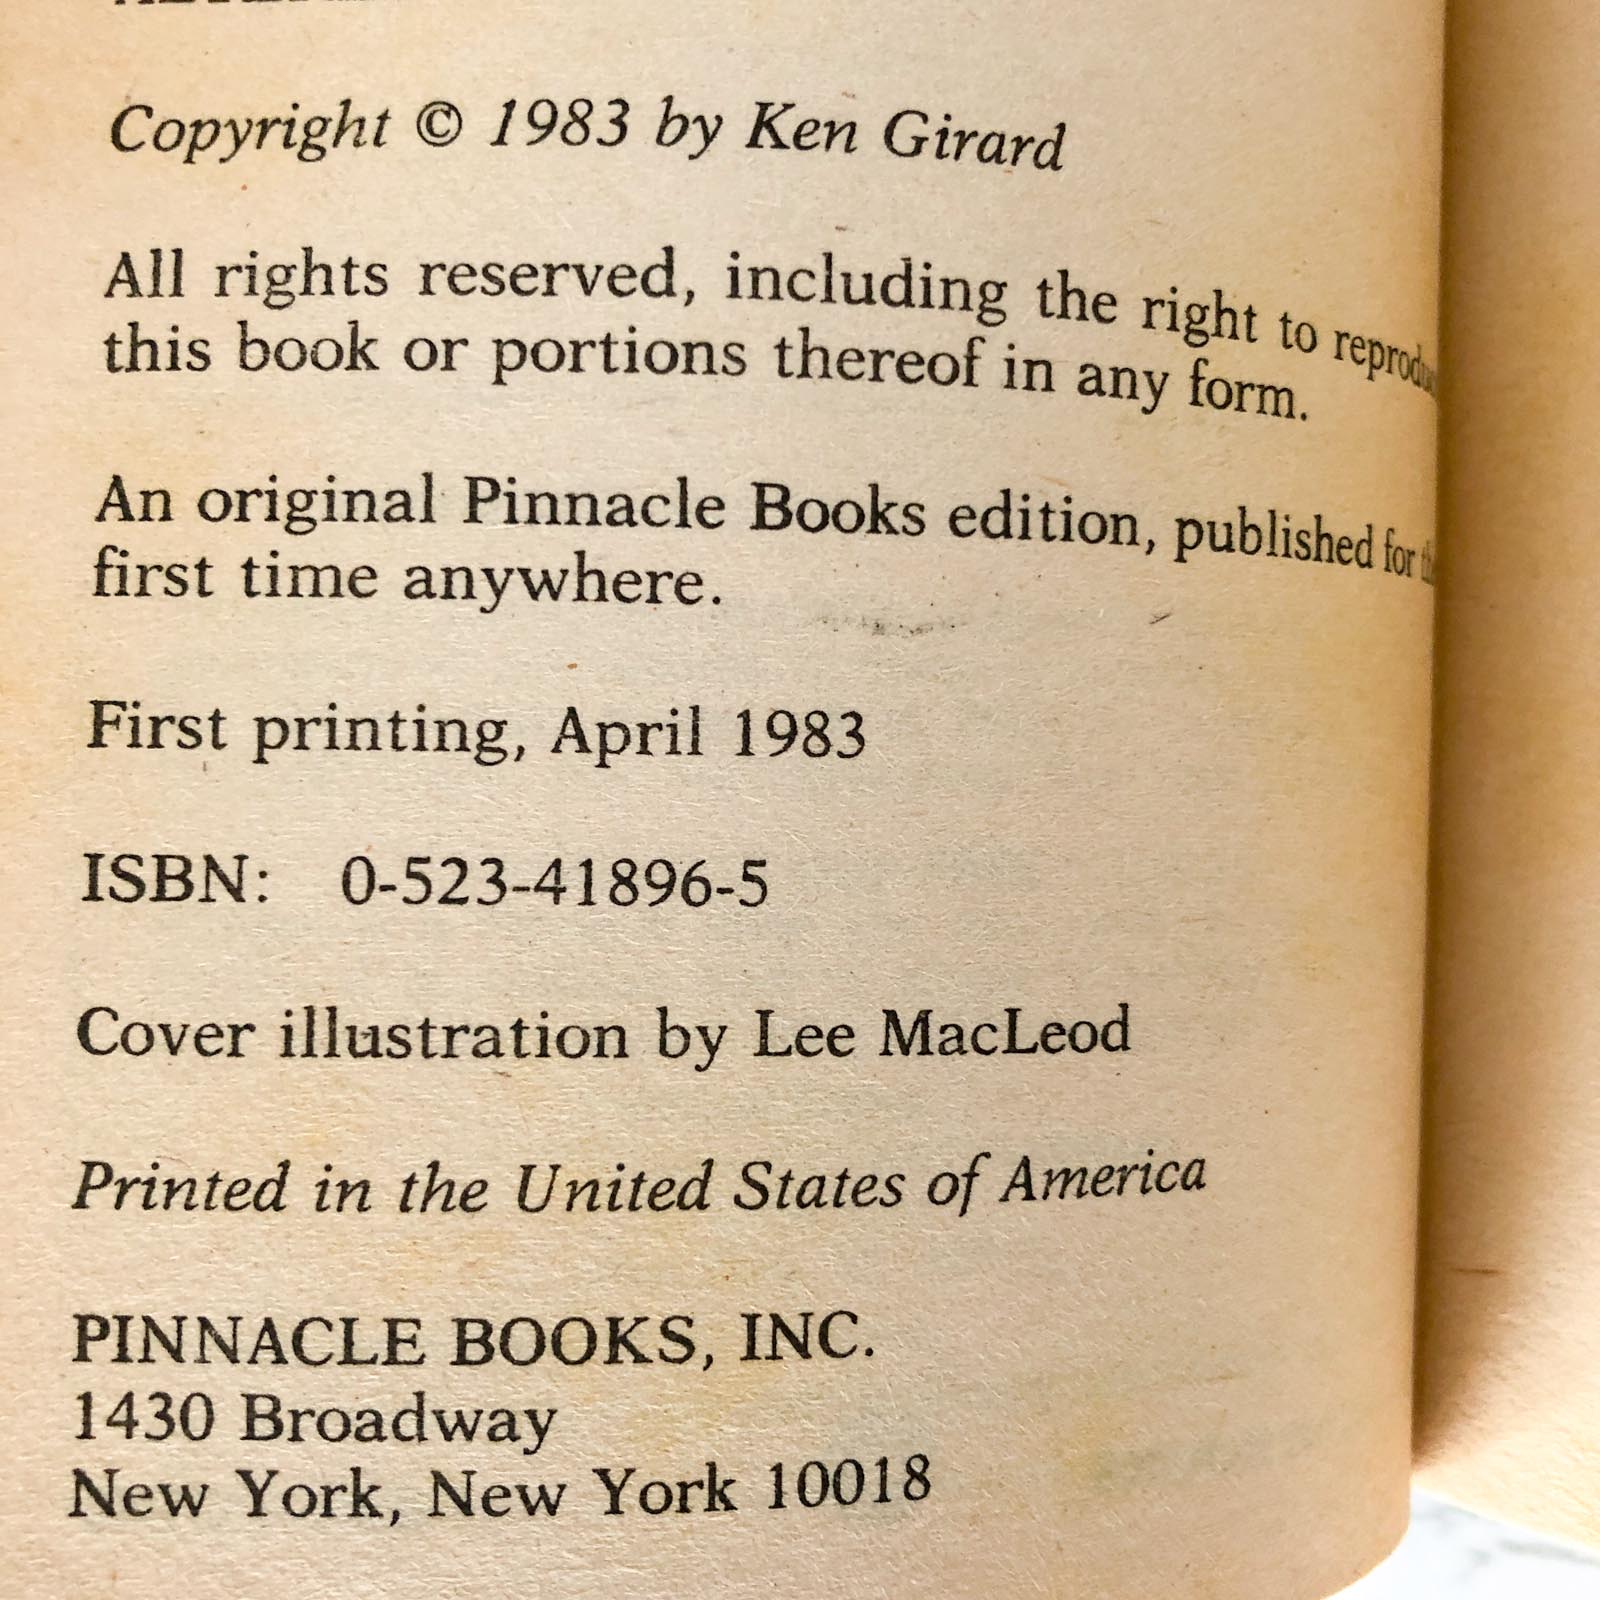 Copyright © 1983 by Ken Girard
All rights reserved, including the right to
this book or portions thereof in any form.
An original Pinnacle Books edition, published for
first time anywhere.
First printing, April 1983
ISBN: 0-523-41896-5
Cover illustration by Lee MacLeod
Printed in the United States of America
PINNACLE BOOKS, INC.
1430 Broadway
New York, New York 10018